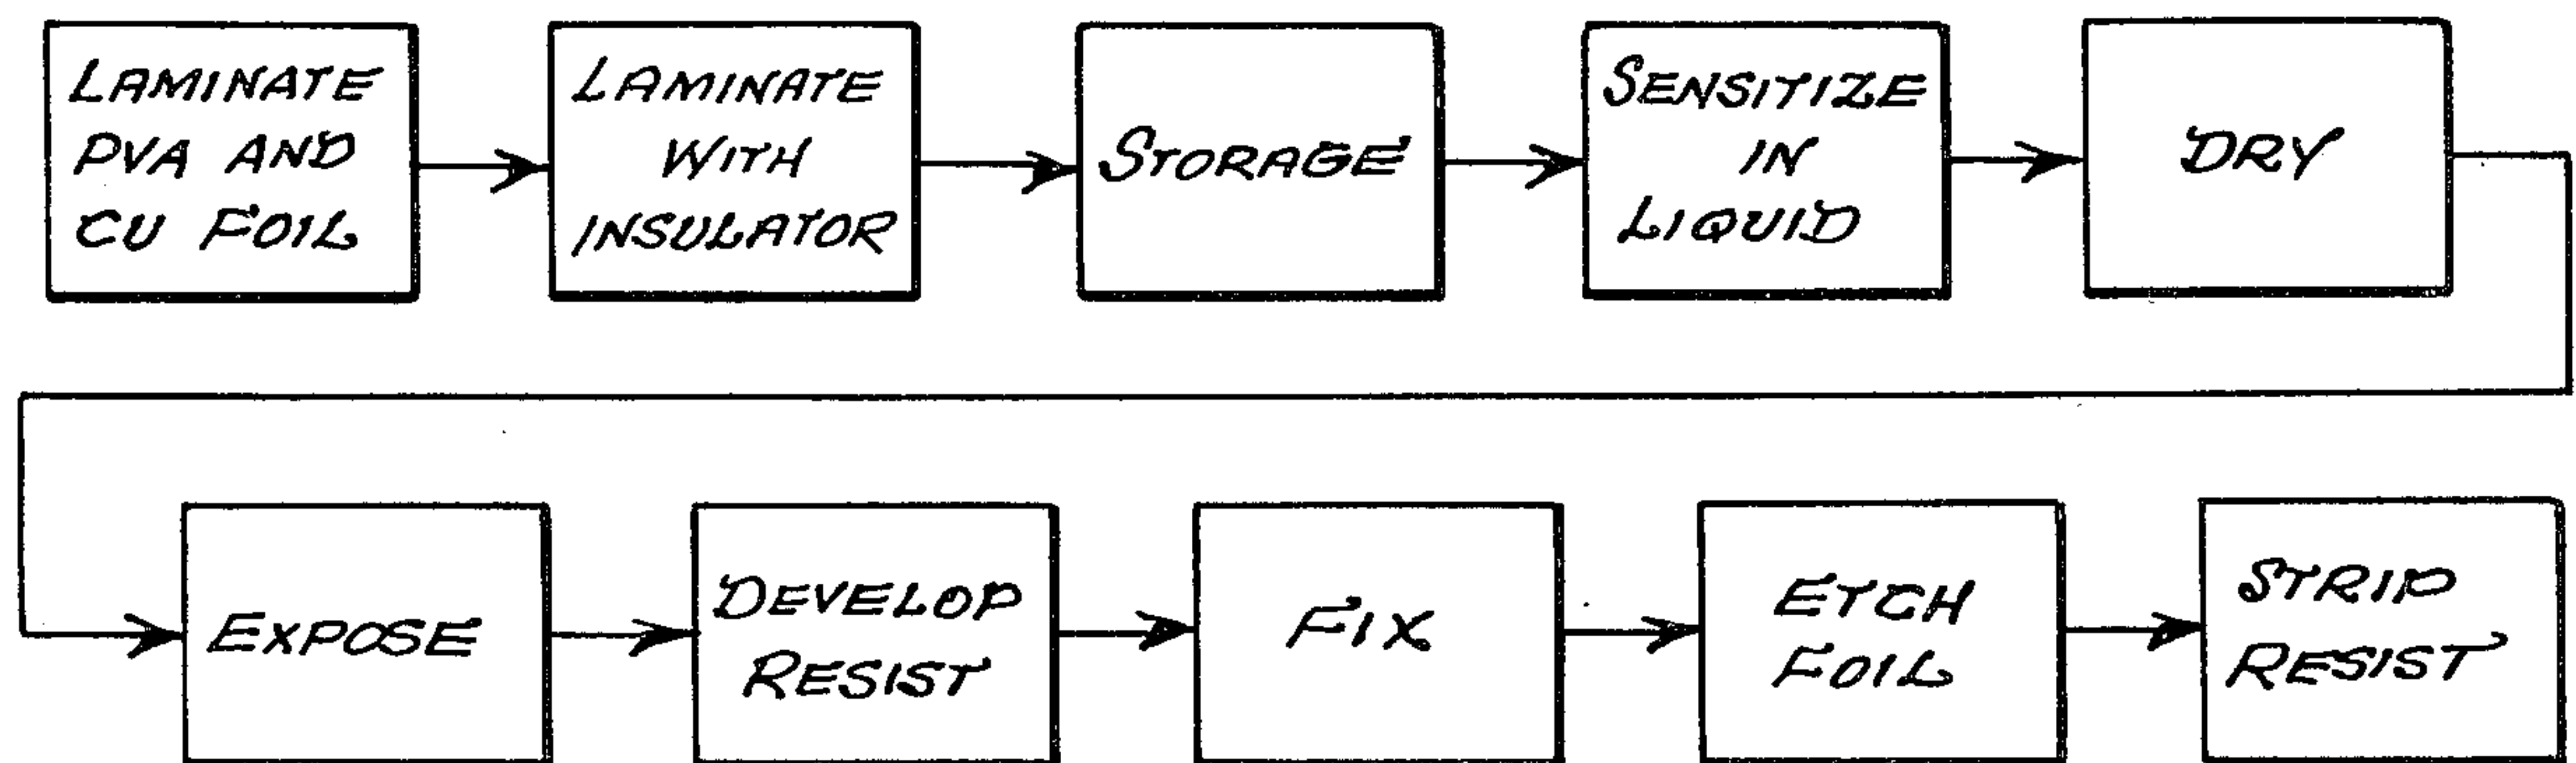 LAMINATE
PVA AND
CU FOIL
LAMINATE
WITH
INSULATOR
STORAGE
SENSITIZE
IN
LIQUID
DRY
EXPOSE
DEVELOP
RESIST
FIX
ETCH
FOIL
STRIP
RESIST